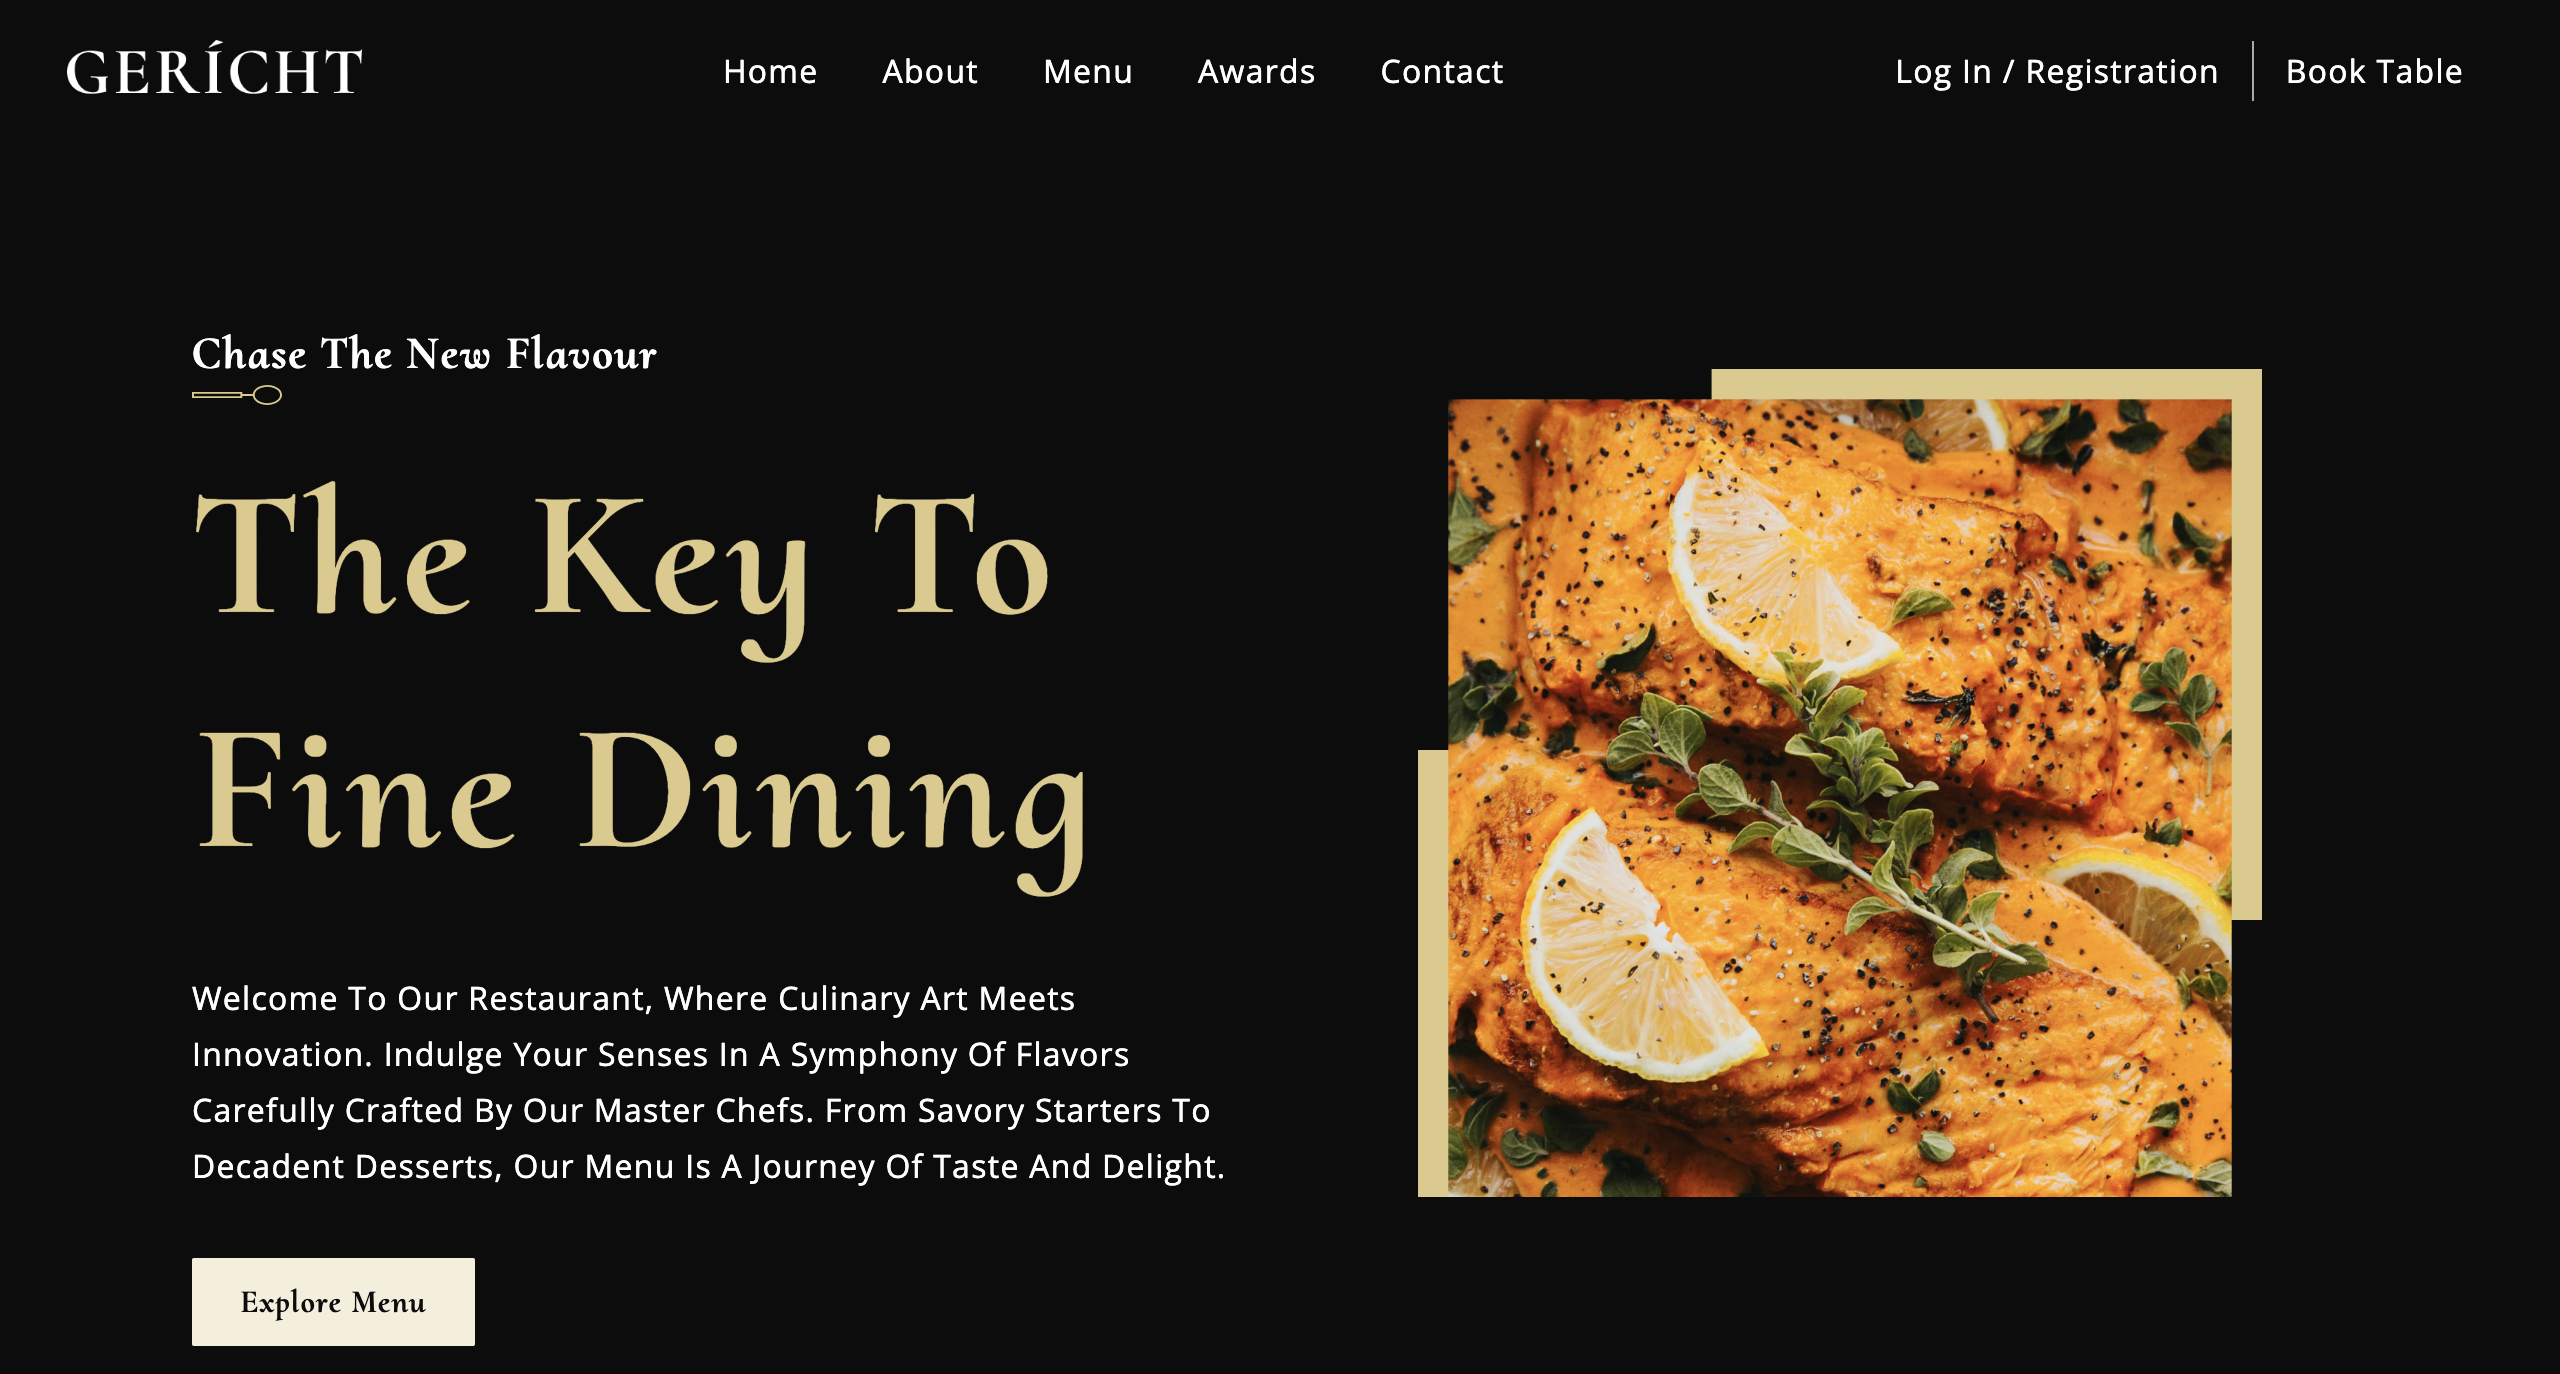 GERÍCHT
Home
About
Menu
Awards
Contact
Log In / Registration
Book Table
Chase The New Flavour
The Key To
Fine Dining
Welcome To Our Restaurant, Where Culinary Art Meets
Innovation. Indulge Your Senses In A Symphony Of Flavors
Carefully Crafted By Our Master Chefs. From Savory Starters To
Decadent Desserts, Our Menu Is A Journey Of Taste And Delight.
Explore Menu